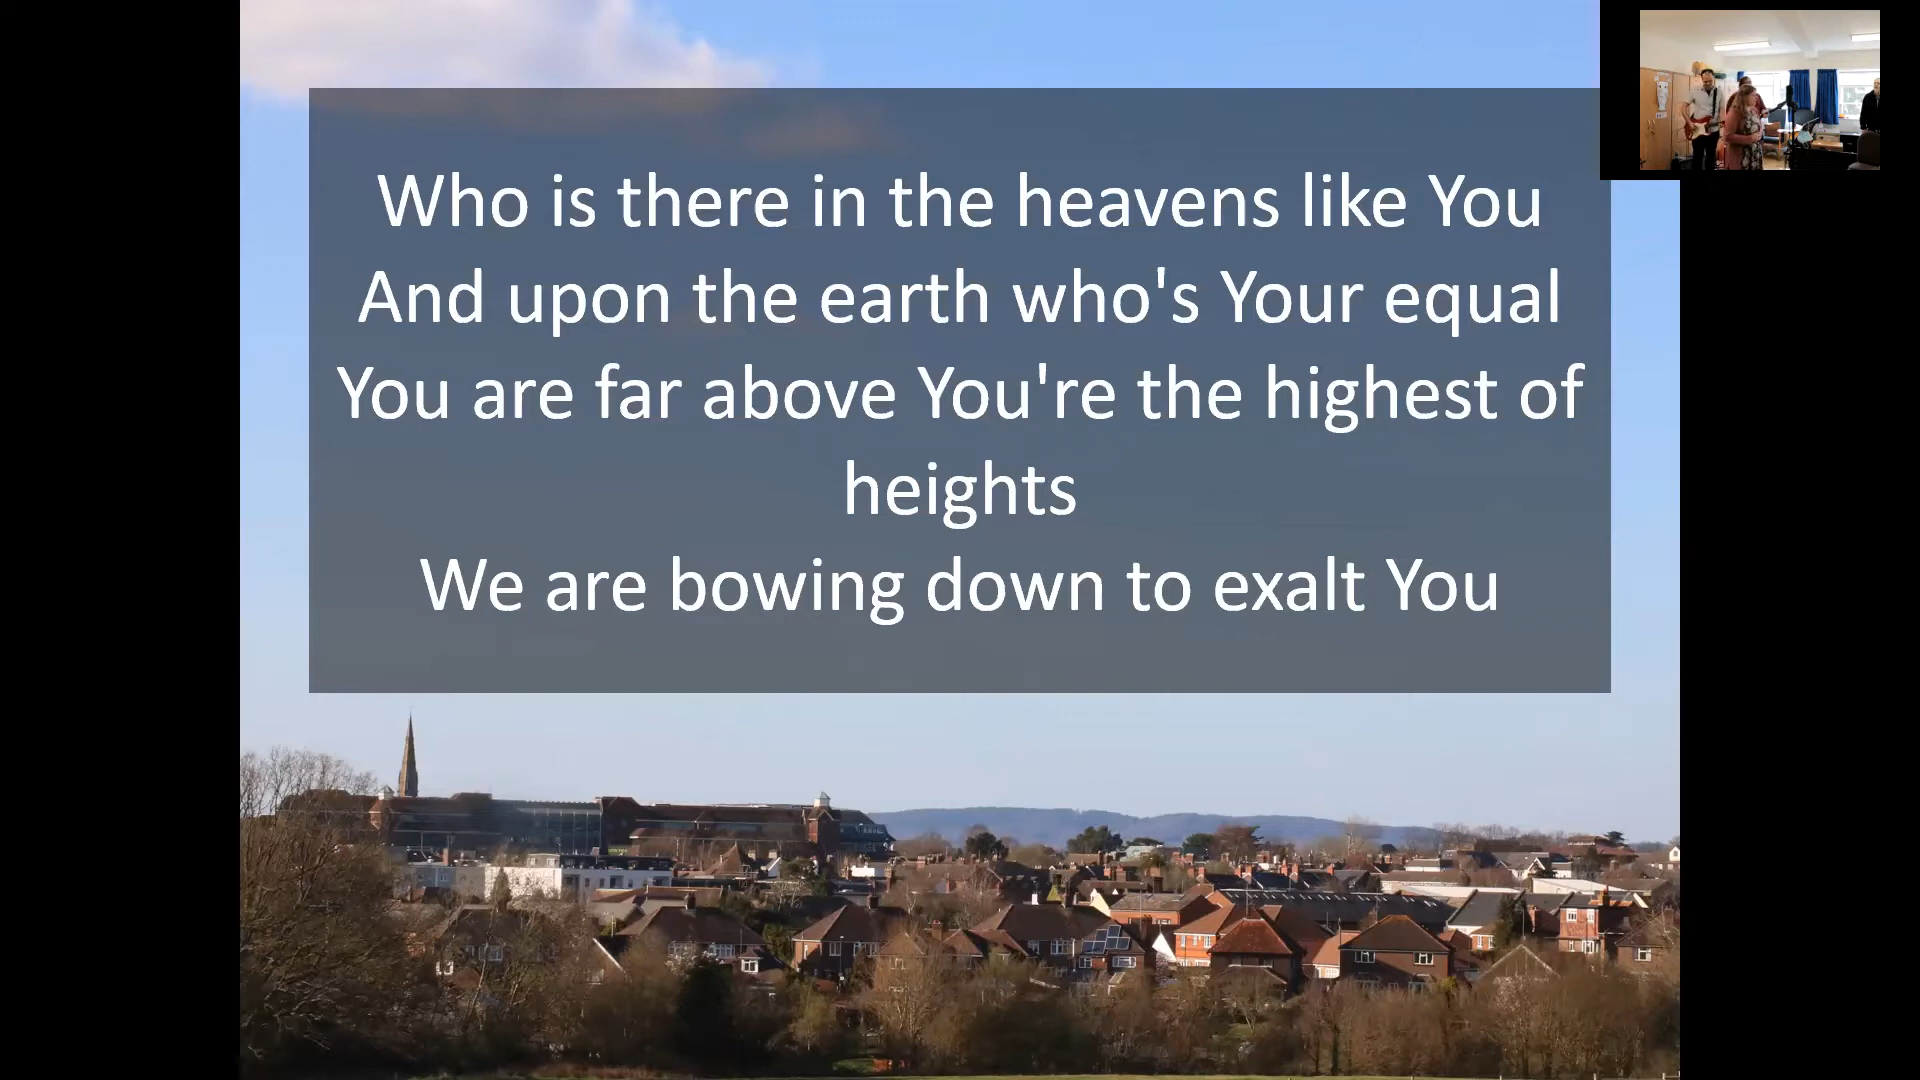 Who is there in the heavens like You
And upon the earth who's Your equal
You are far above You're the highest of
heights
We are bowing down to exalt You